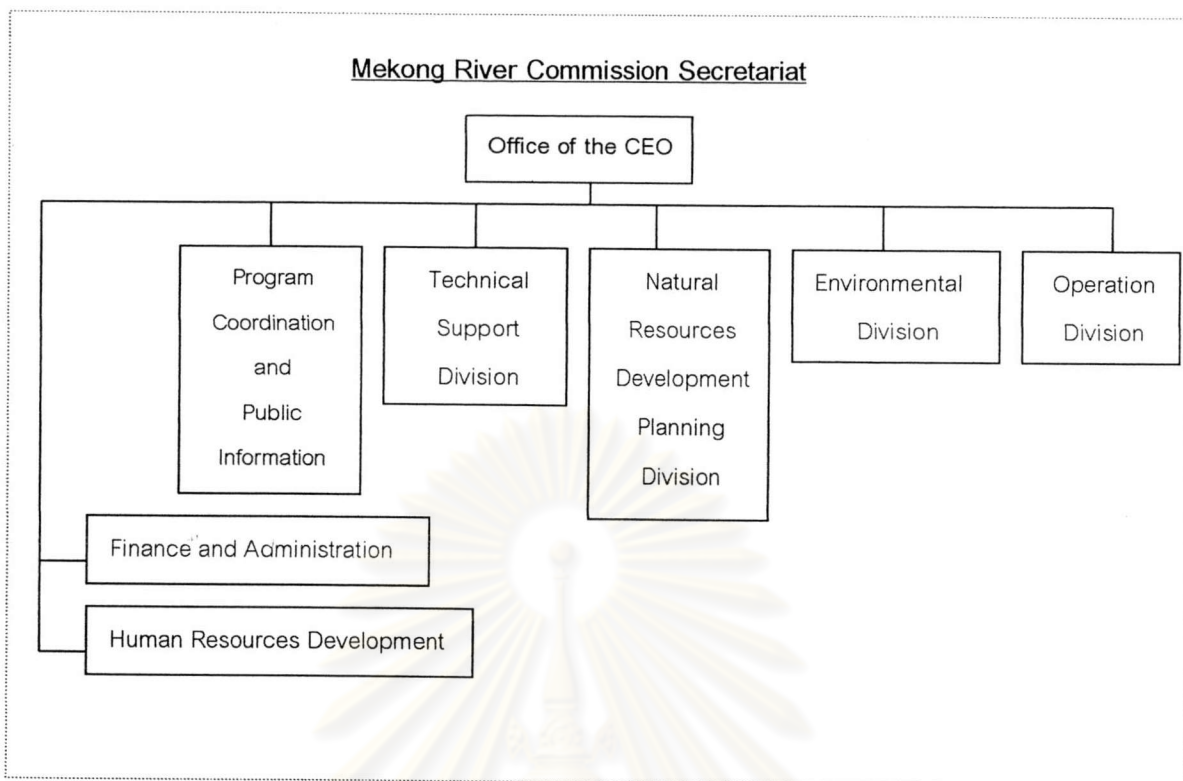 Mekong River Commission Secretariat
Office of the CEO
Program
Coordination
and
Public
Information
Technical
Support
Division
Natural
Resources
Development
Planning
Division
Environmental
Division
Operation
Division
Finance and Administration
Human Resources Development